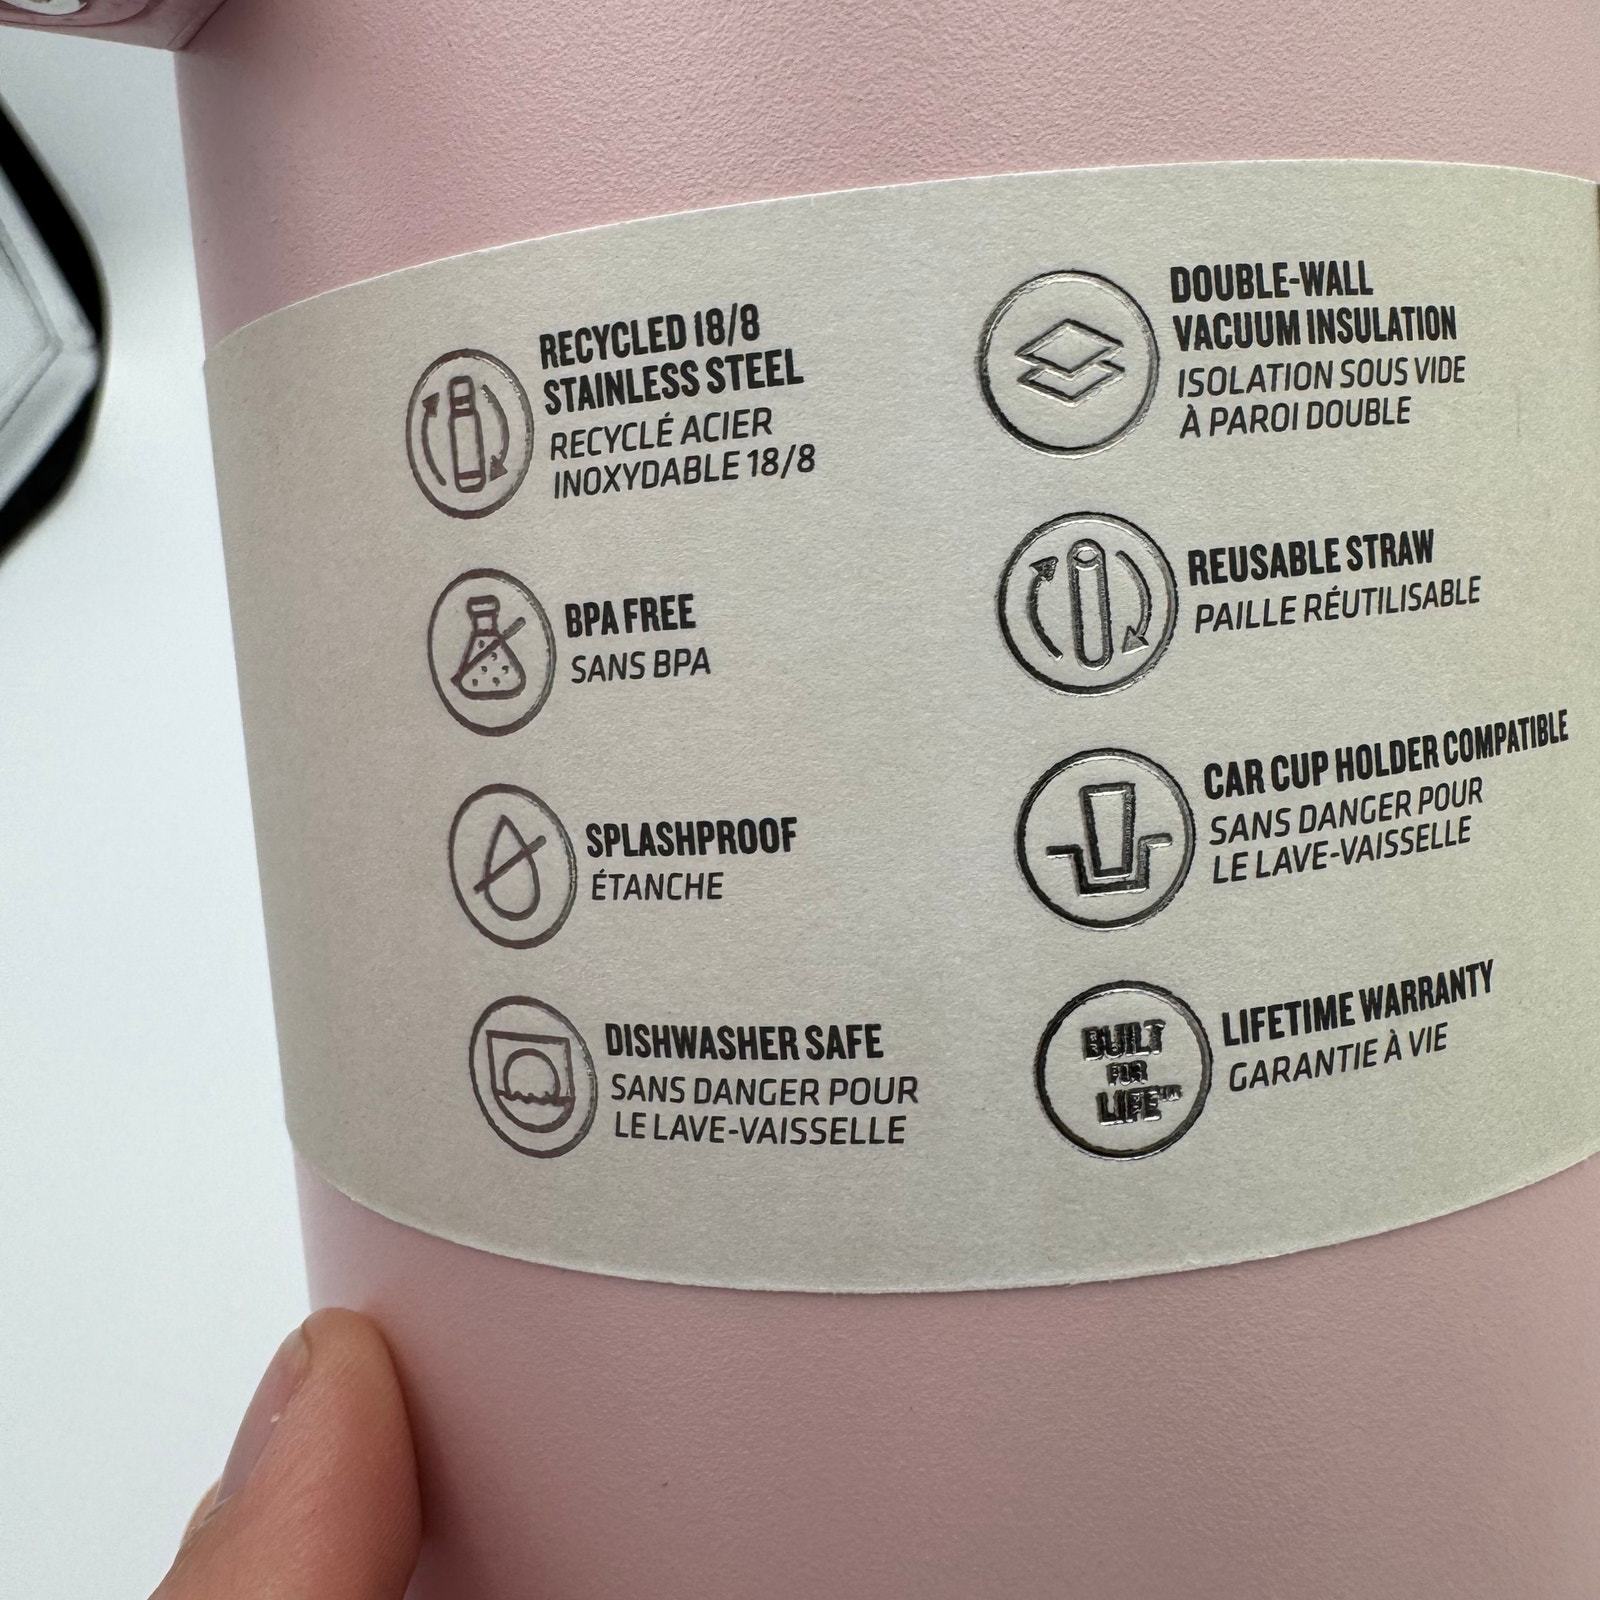 RECYCLED 18/8
STAINLESS STEEL
RECYCLÉ ACIER
INOXYDABLE 18/8
BPA FREE
SANS BPA
SPLASHPROOF
ÉTANCHE
DISHWASHER SAFE
SANS DANGER POUR
LE LAVE-VAISSELLE
DOUBLE-WALL
VACUUM INSULATION
ISOLATION SOUS VIDE
À PAROI DOUBLE
REUSABLE STRAW
PAILLE RÉUTILISABLE
CAR CUP HOLDER COMPATIBLE
SANS DANGER POUR
LE LAVE-VAISSELLE
BUILT
FOR
LIFE™
LIFETIME WARRANTY
GARANTIE À VIE